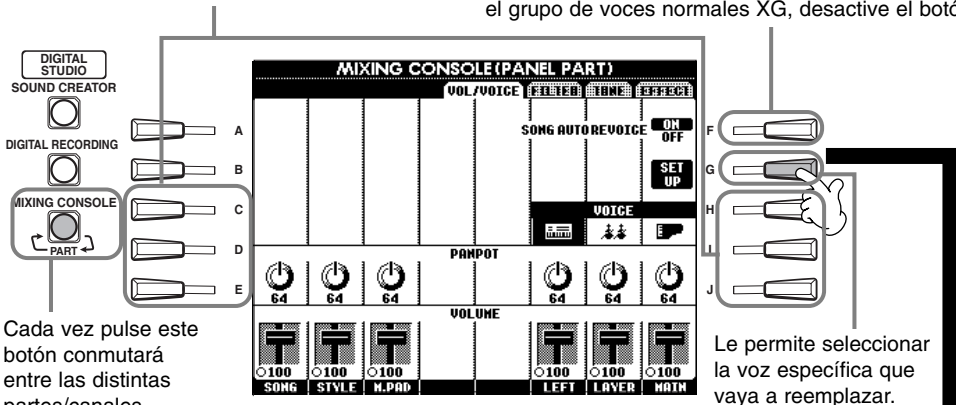 el grupo de voces normales XG, desactive el botó
DIGITAL
STUDIO
SOUND CREATOR
DIGITAL RECORDING
MIXING CONSOLE
PART
A
B
C
D
E
MIXING CONSOLE(PANEL PART)
VOL/VOICE FILTER TUNE EFFECT
SONG AUTO REVOICE ON
OFF
SET
UP
VOICE
PANPOT
64 64 64 64 64 64
VOLUME
100 100 100 100 100 100
SONG STYLE M.PAD LEFT LAYER MAIN
F
G
H
I
J
Cada vez pulse este
botón conmutará
entre las distintas
partes/canales
Le permite seleccionar
la voz específica que
vaya a reemplazar.